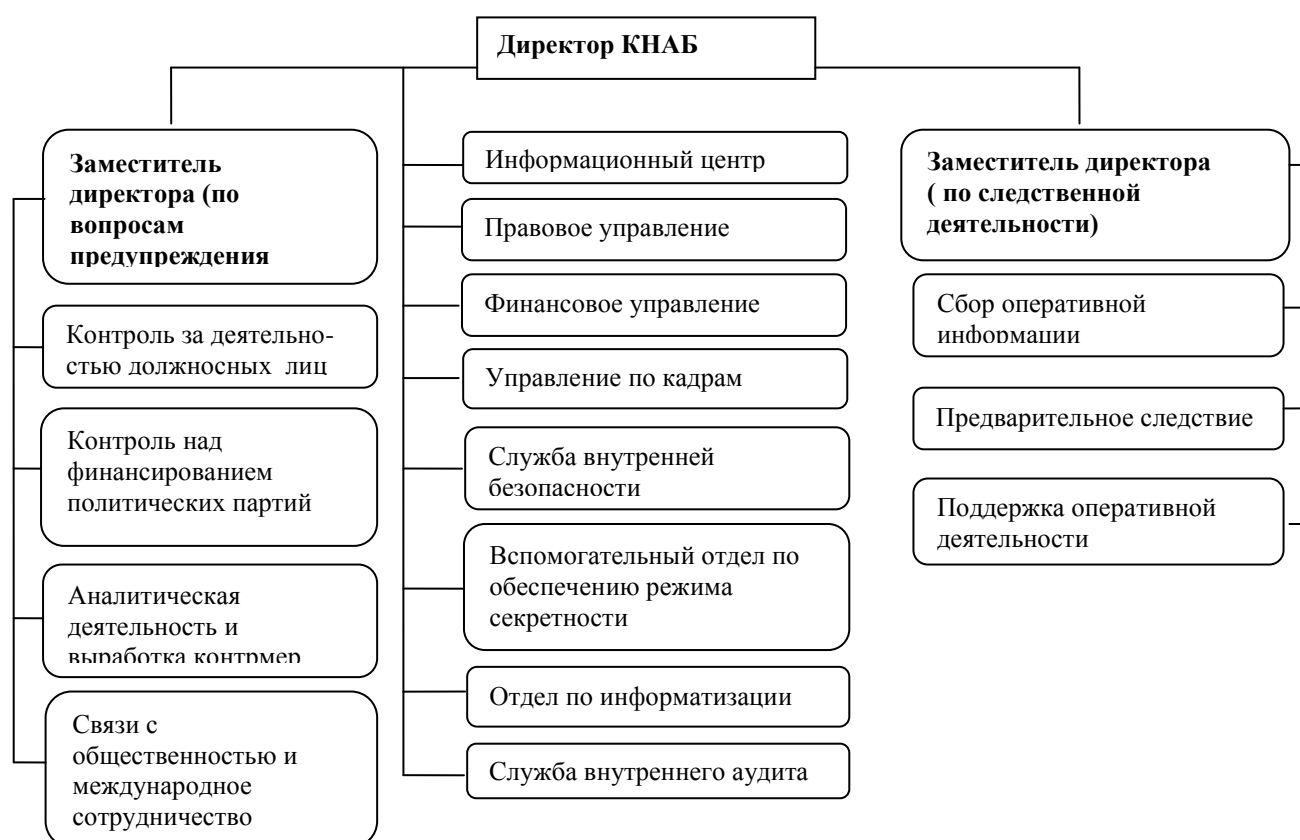 Директор КНАБ
Заместитель
директора (по
вопросам
предупреждения
Контроль за деятельно-
стью должносных лиц
Контроль над
финансированием
политических партий
Аналитическая
деятельность и
выработка контрмер
Связи с
общественностью и
международное
сотрудничество
Информационный центр
Правовое управление
Финансовое управление
Управление по кадрам
Служба внутренней
безопасности
Вспомогательный отдел по
обеспечению режима
секретности
Отдел по информатизации
Служба внутреннего аудита
Заместитель директора
( по следственной
деятельности)
Сбор оперативной
информации
Предварительное следствие
Поддержка оперативной
деятельности